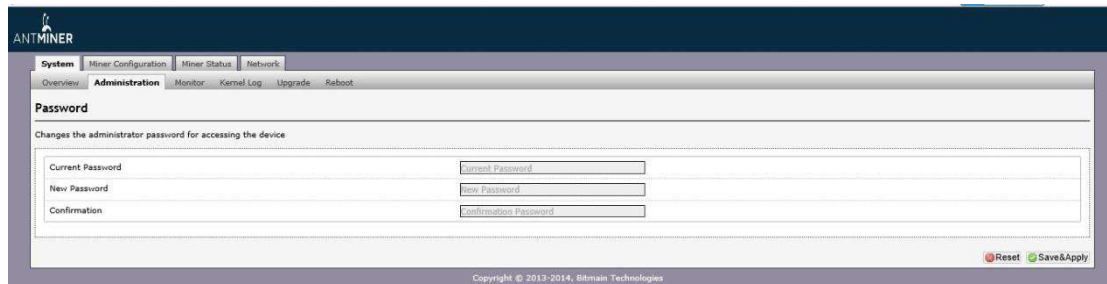 ANTMINER
System Miner Configuration Miner Status Network
Overview Administration Monitor Kernel Log Upgrade Reboot
Password
Changes the administrator password for accessing the device
Current Password Current Password
New Password New Password
Confirmation Confirmation Password
Reset Save&Apply
Copyright © 2013-2014, Bitmain Technologies